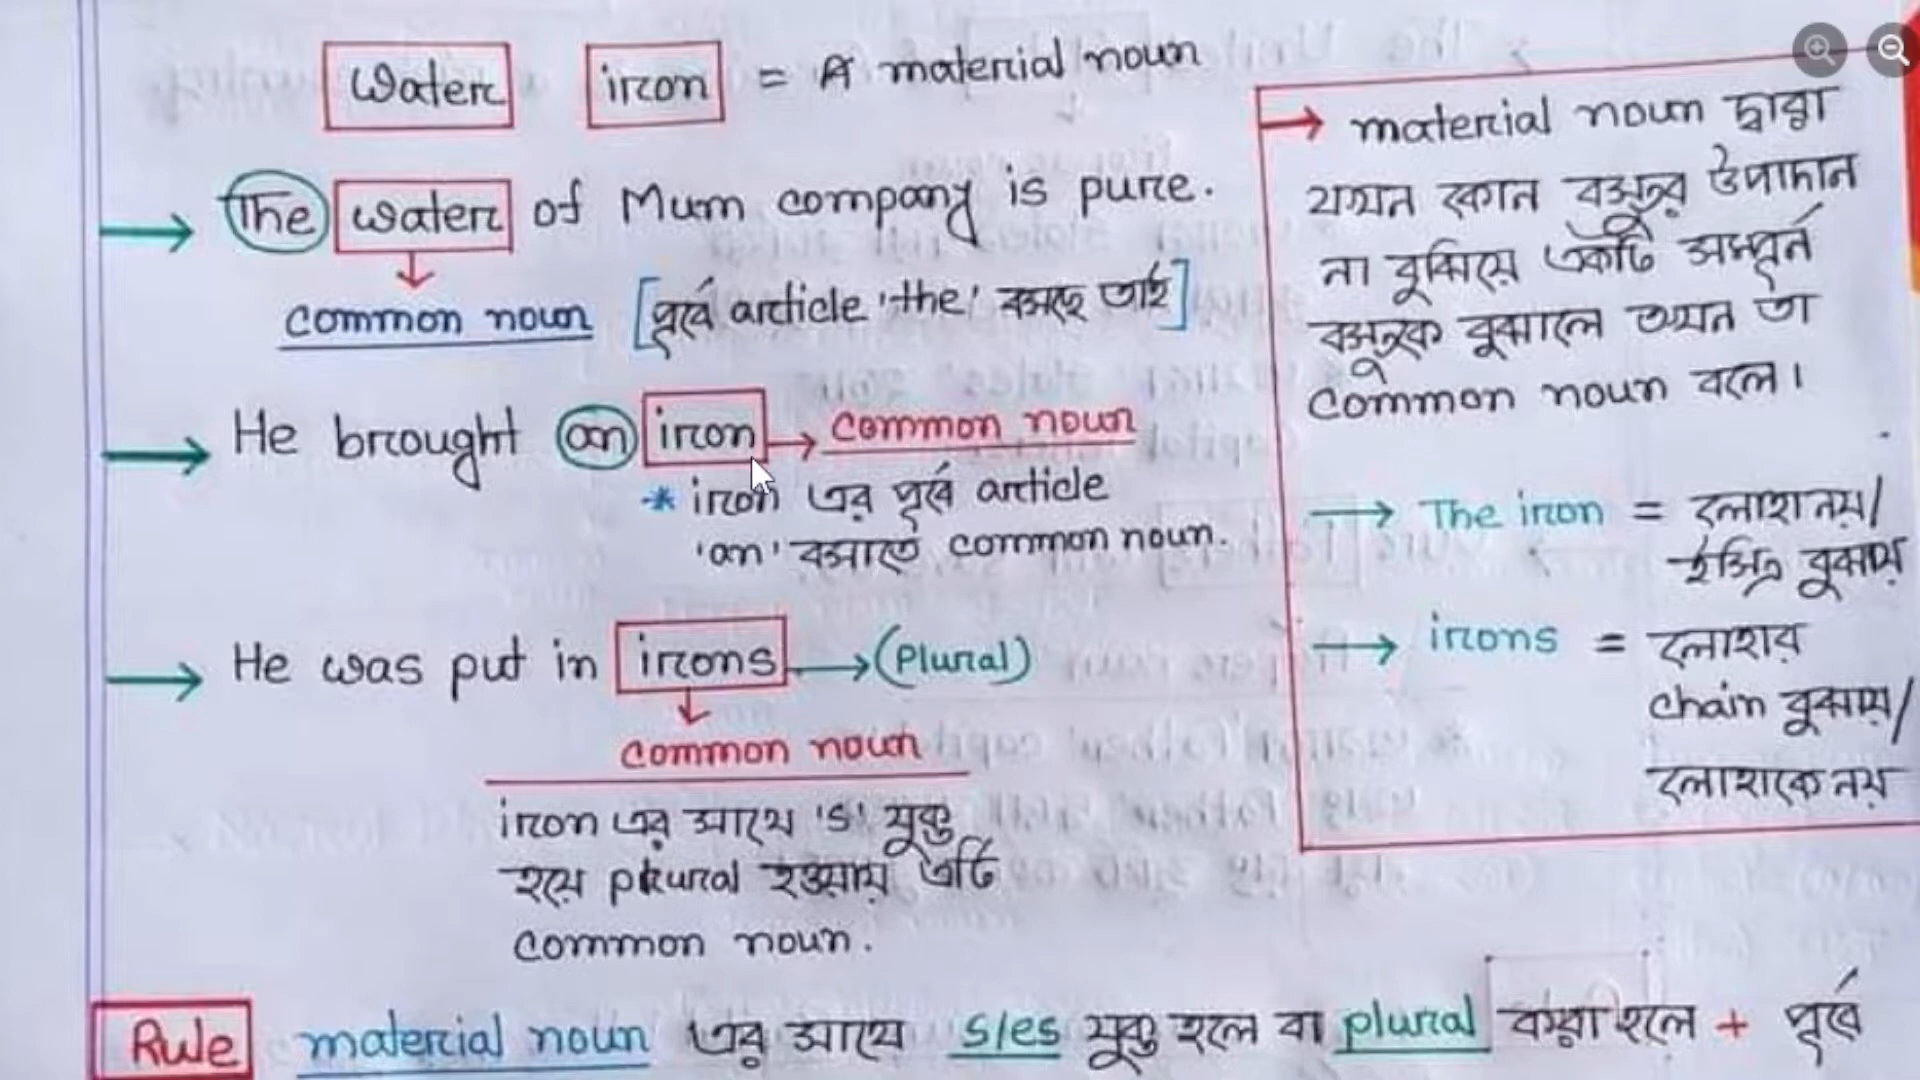 Water iron = A material noun
The water of Mum company is pure.
common noun [পূর্বে article 'the' বসছে তাই]
He brought an iron → common noun
* iron এর পূর্বে article
'an' বসাতে common noun.
He was put in irons → (Plural)
common noun
iron এর সাথে 's' যুক্ত
হয়ে plural হওয়ায় এটি
common noun.
→ material noun দ্বারা
যখন কোন বস্তুর উপাদান
না বুঝিয়ে একটি সম্পূর্ন
বস্তুকে বুঝালে তখন তা
Common noun বলে।
→ The iron = লোহা নয়/
ইস্ত্রি বুঝায়
→ irons = লোহার
chain বুঝায়/
লোহাকে নয়
Rule material noun এর সাথে s/es যুক্ত হলে বা plural করা হলে + পূর্বে